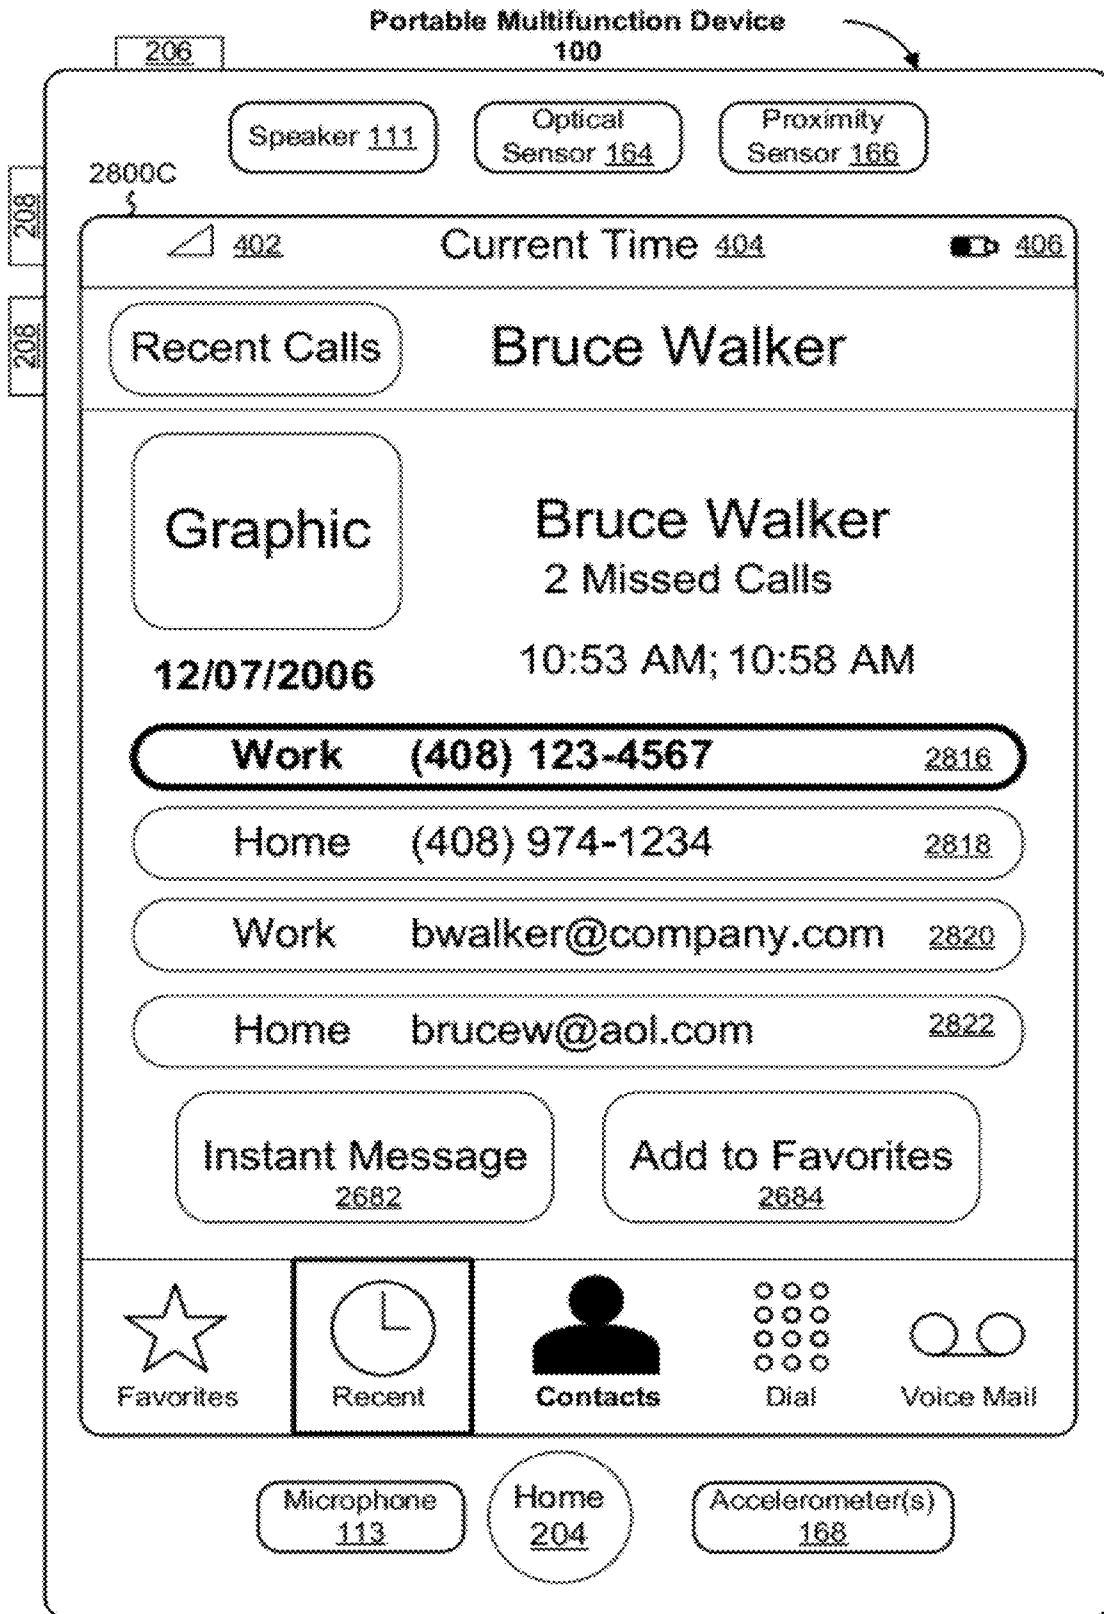 Portable Multifunction Device
100
206
Speaker 111
Optical
Sensor 164
Proximity
Sensor 166
2800C
208
208
402
Current Time 404
406
Recent Calls
Bruce Walker
Graphic
Bruce Walker
2 Missed Calls
12/07/2006
10:53 AM; 10:58 AM
Work (408) 123-4567 2816
Home (408) 974-1234 2818
Work bwalker@company.com 2820
Home brucew@aol.com 2822
Instant Message
2682
Add to Favorites
2684
Favorites
Recent
Contacts
Dial
Voice Mail
Microphone
113
Home
204
Accelerometer(s)
168